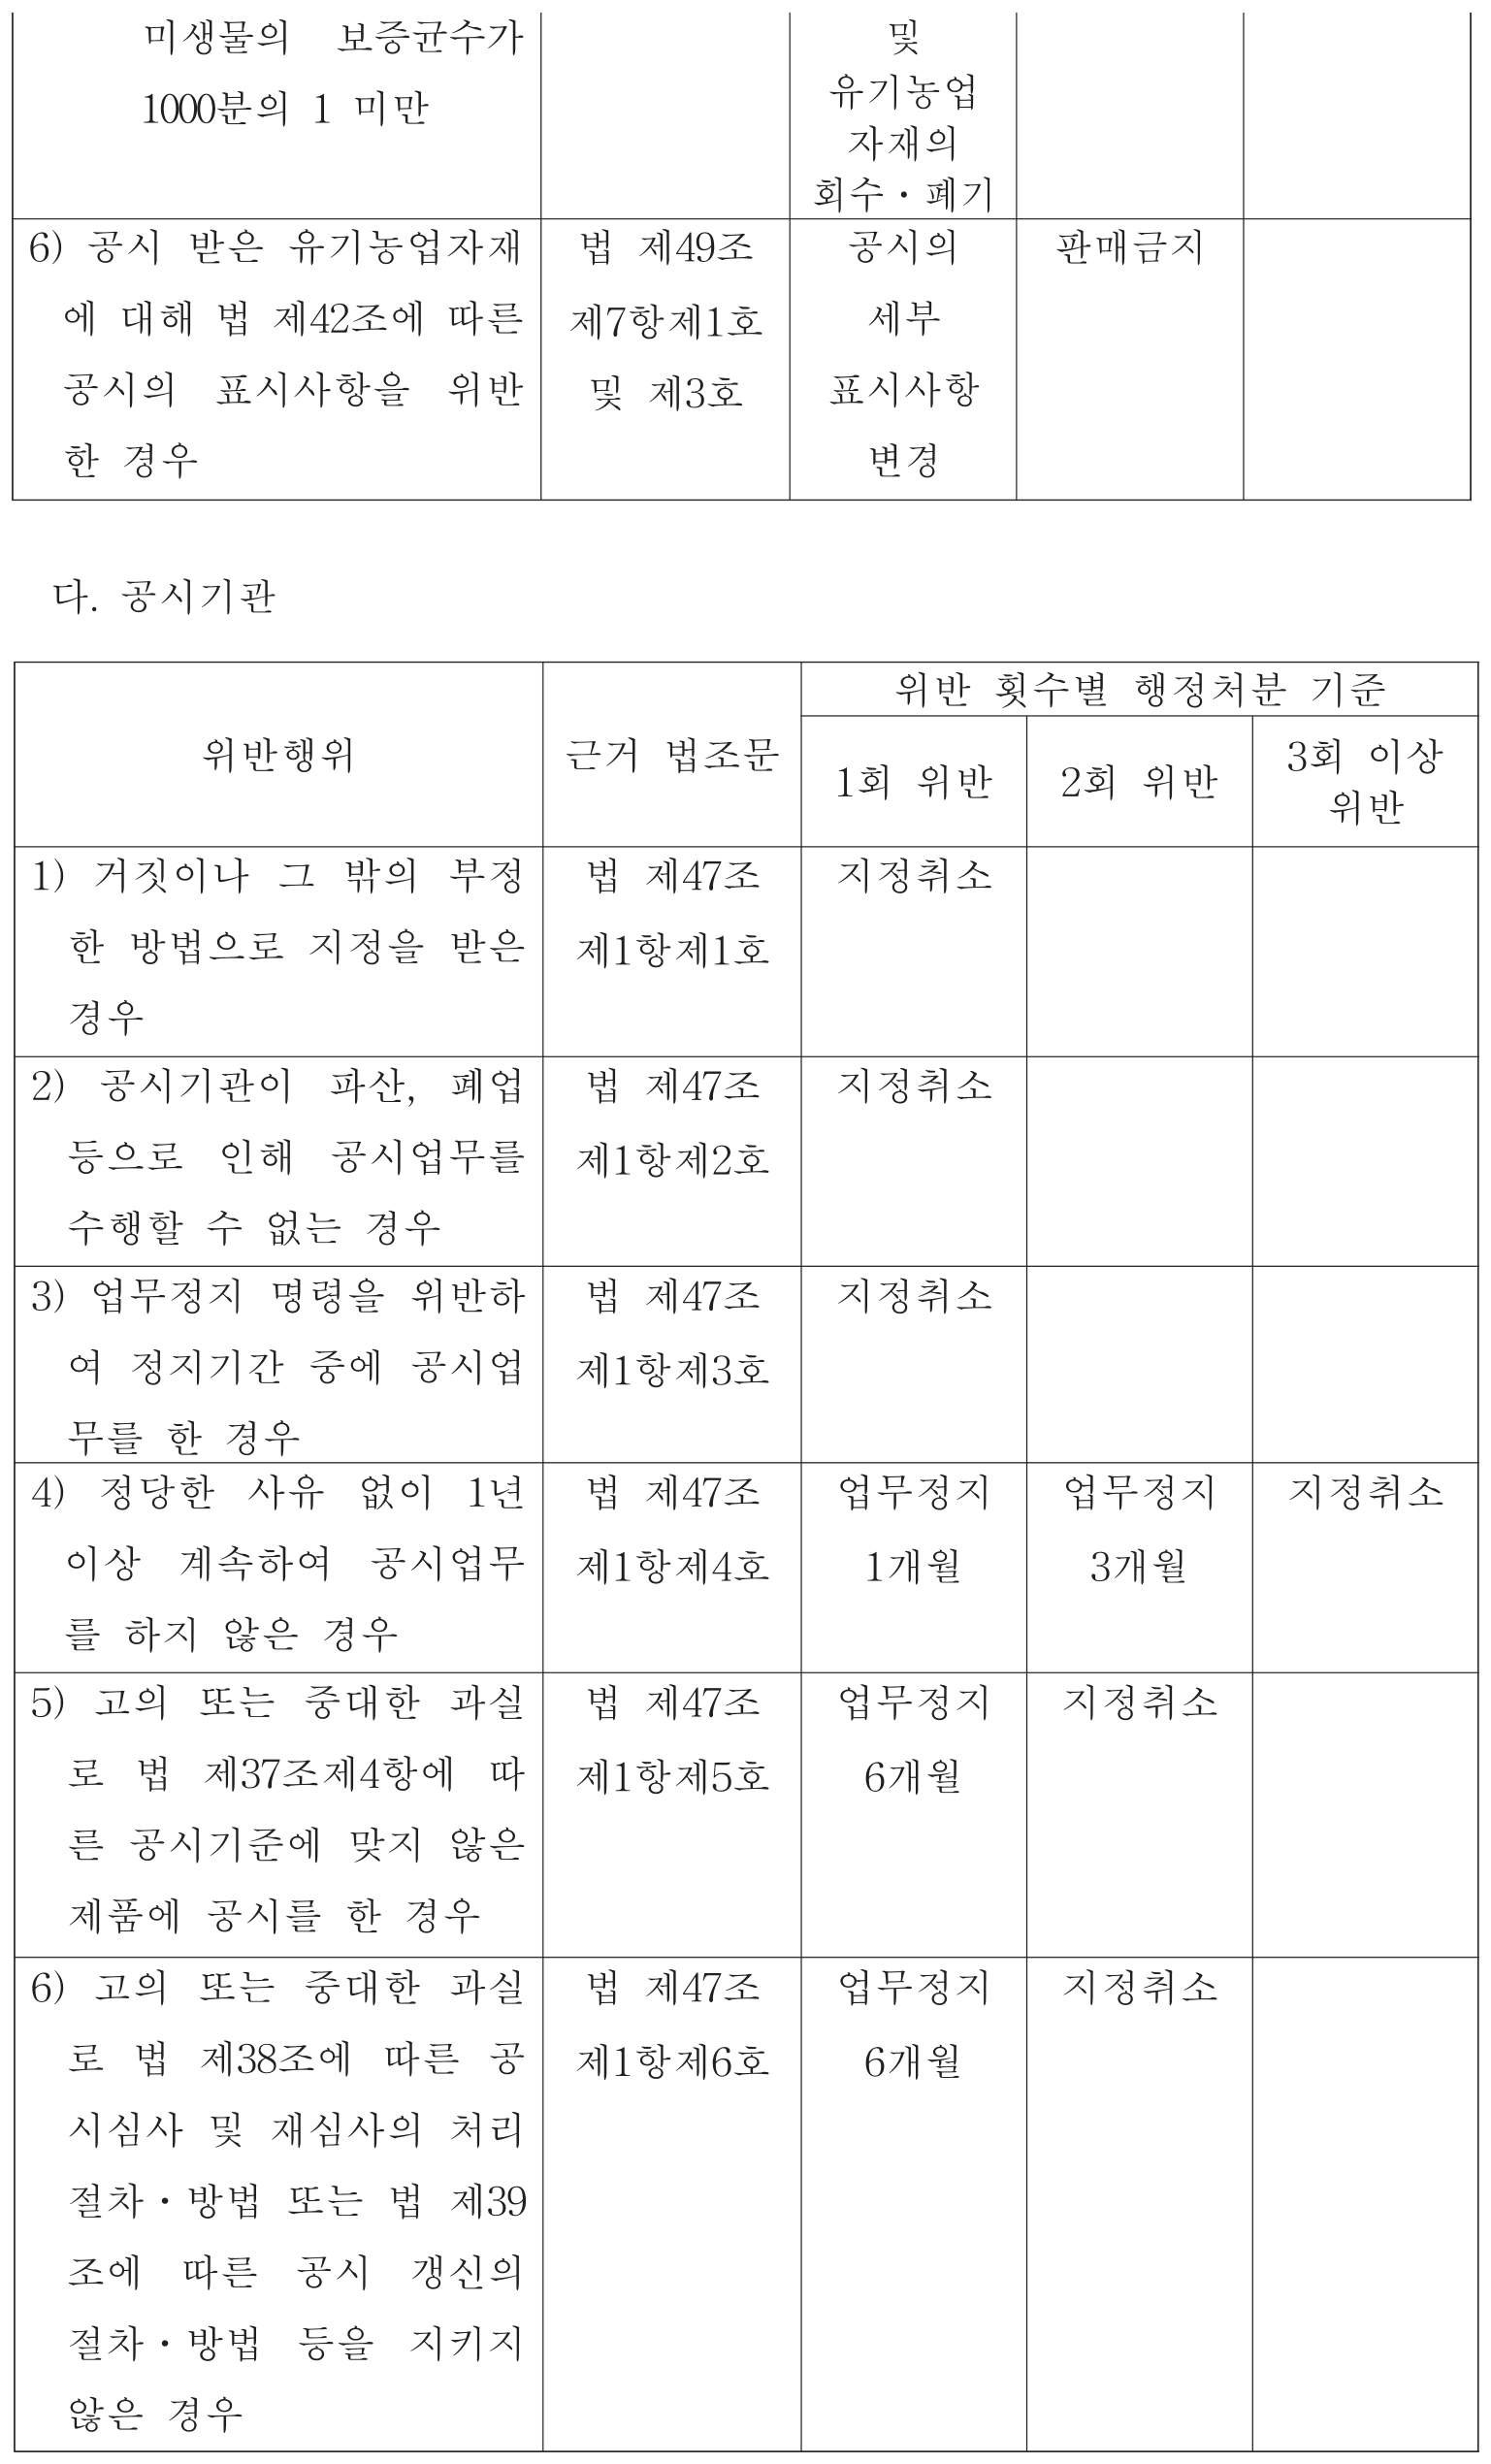 미생물의 보증균수가
1000분의 1 미만
및
유기농업
자재의
회수·폐기
6) 공시 받은 유기농업자재
에 대해 법 제42조에 따른
공시의 표시사항을 위반
한 경우
법 제49조
제7항제1호
및 제3호
공시의
세부
표시사항
변경
판매금지
다. 공시기관
위반행위
근거 법조문
위반 횟수별 행정처분 기준
1회 위반
2회 위반
3회 이상
위반
1) 거짓이나 그 밖의 부정
한 방법으로 지정을 받은
경우
법 제47조
제1항제1호
지정취소
2) 공시기관이 파산, 폐업
등으로 인해 공시업무를
수행할 수 없는 경우
법 제47조
제1항제2호
지정취소
3) 업무정지 명령을 위반하
여 정지기간 중에 공시업
무를 한 경우
법 제47조
제1항제3호
지정취소
4) 정당한 사유 없이 1년
이상 계속하여 공시업무
를 하지 않은 경우
법 제47조
제1항제4호
업무정지
1개월
업무정지
3개월
지정취소
5) 고의 또는 중대한 과실
로 법 제37조제4항에 따
른 공시기준에 맞지 않은
제품에 공시를 한 경우
법 제47조
제1항제5호
업무정지
6개월
지정취소
6) 고의 또는 중대한 과실
로 법 제38조에 따른 공
시심사 및 재심사의 처리
절차·방법 또는 법 제39
조에 따른 공시 갱신의
절차·방법 등을 지키지
않은 경우
법 제47조
제1항제6호
업무정지
6개월
지정취소